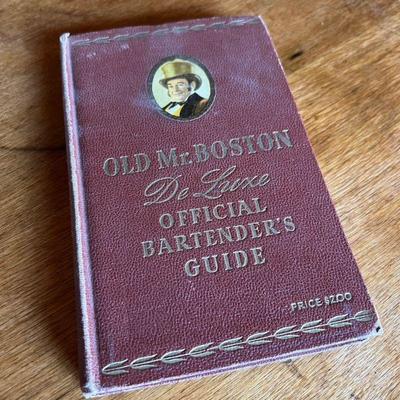 OLD Mr. BOSTON
De Luxe
OFFICIAL
BARTENDER'S
GUIDE
PRICE $2.00